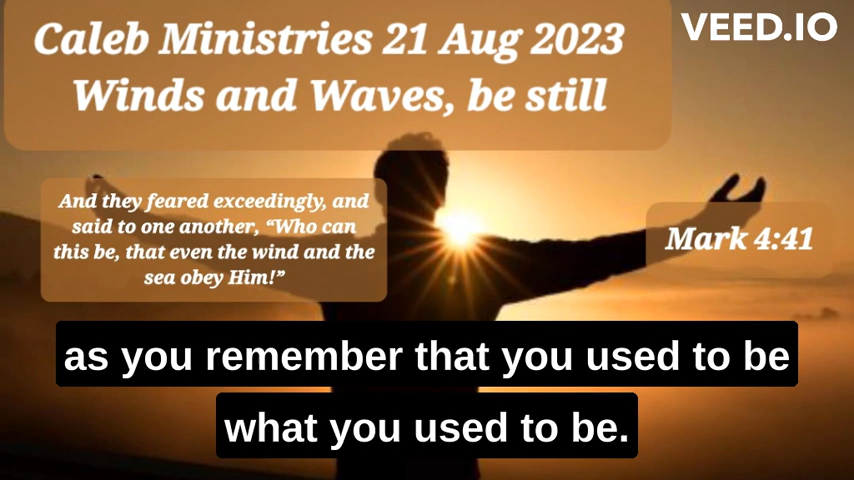 Caleb Ministries 21 Aug 2023
Winds and Waves, be still
VEED.IO
And they feared exceedingly, and
said to one another, “Who can
this be, that even the wind and the
sea obey Him!”
Mark 4:41
as you remember that you used to be
what you used to be.